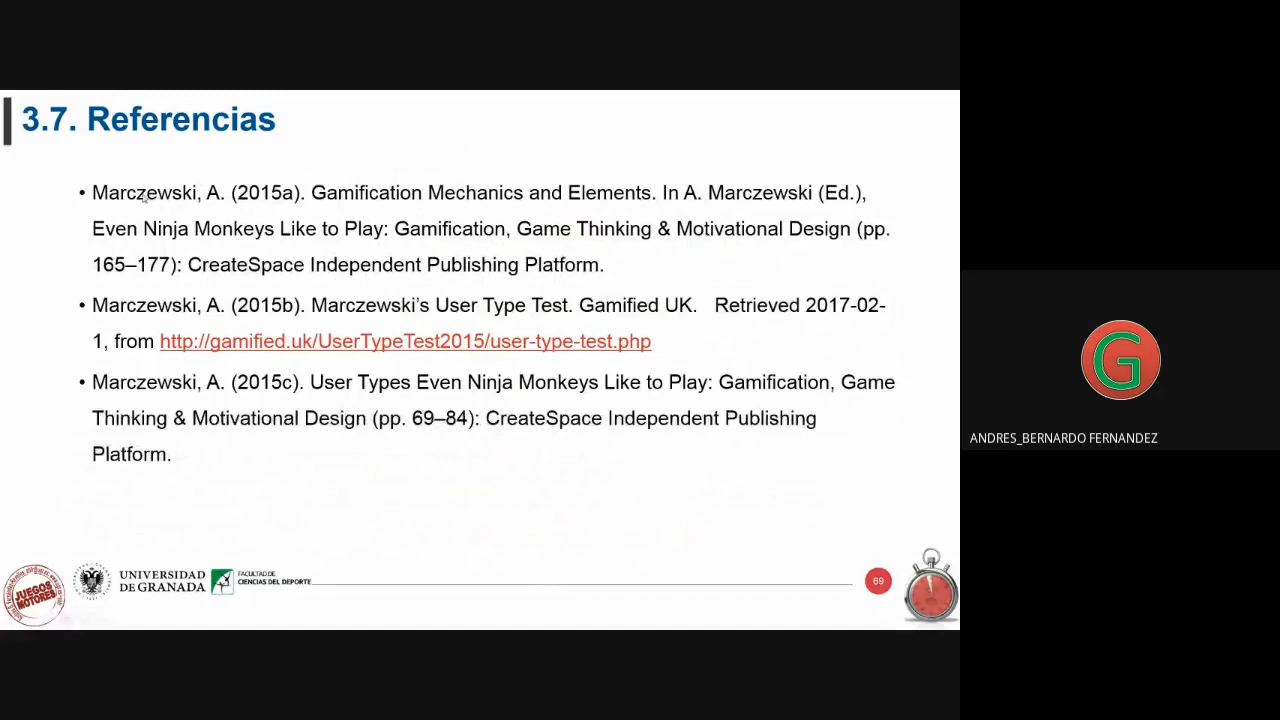 3.7. Referencias
• Marczewski, A. (2015a). Gamification Mechanics and Elements. In A. Marczewski (Ed.),
Even Ninja Monkeys Like to Play: Gamification, Game Thinking & Motivational Design (pp.
165–177): CreateSpace Independent Publishing Platform.
• Marczewski, A. (2015b). Marczewski’s User Type Test. Gamified UK. Retrieved 2017-02-
1, from http://gamified.uk/UserTypeTest2015/user-type-test.php
• Marczewski, A. (2015c). User Types Even Ninja Monkeys Like to Play: Gamification, Game
Thinking & Motivational Design (pp. 69–84): CreateSpace Independent Publishing
Platform.
JUEGOS
MOTORES
UNIVERSIDAD
DE GRANADA
FACULTAD DE
CIENCIAS DEL DEPORTE
69
G
ANDRES_BERNARDO FERNANDEZ